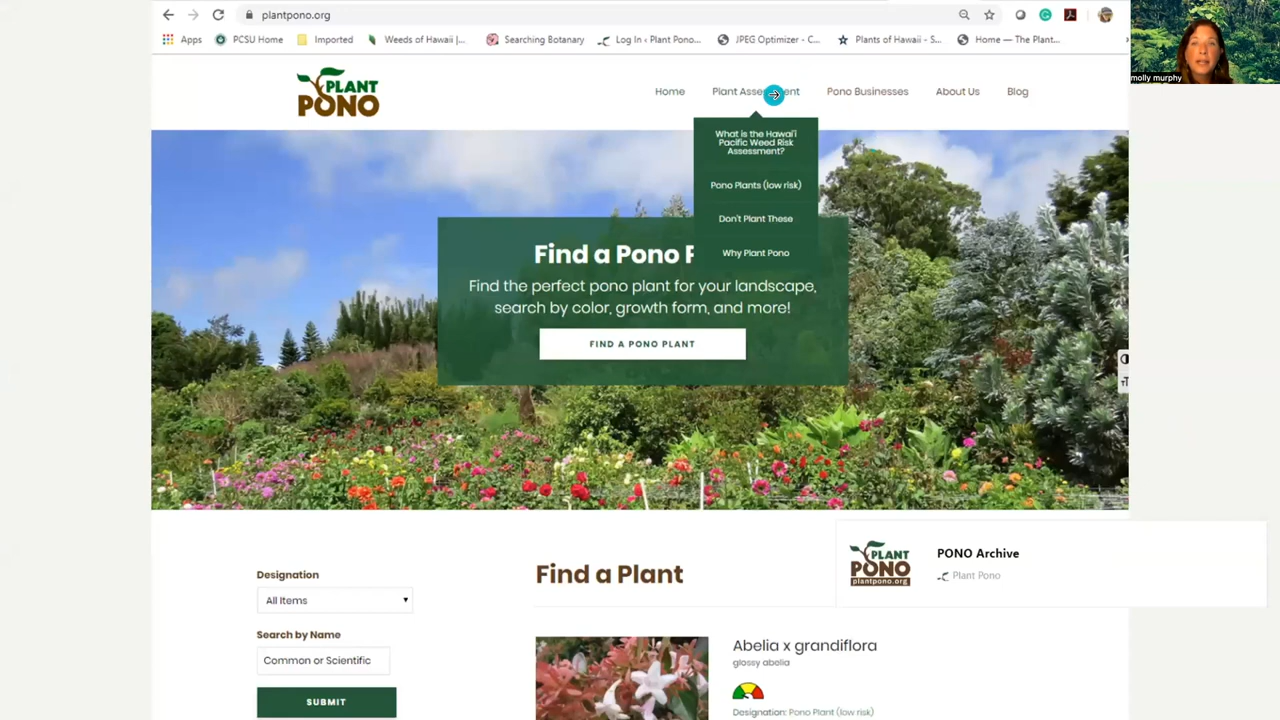 plantpono.org
Apps
PCSU Home
Imported
Weeds of Hawaii |...
Searching Botanary
Log In ‹ Plant Pono...
JPEG Optimizer - C...
Plants of Hawaii - S...
Home — The Plant...
molly murphy
PLANT
PONO
Home
Plant Assessment
Pono Businesses
About Us
Blog
What is the Hawai'i
Pacific Weed Risk
Assessment?
Pono Plants (low risk)
Don't Plant These
Why Plant Pono
Find a Pono P
Find the perfect pono plant for your landscape,
search by color, growth form, and more!
FIND A PONO PLANT
Designation
All Items
Search by Name
Common or Scientific
SUBMIT
Find a Plant
Abelia x grandiflora
glossy abelia
Designation: Pono Plant (low risk)
PLANT
PONO
plantpono.org
PONO Archive
Plant Pono